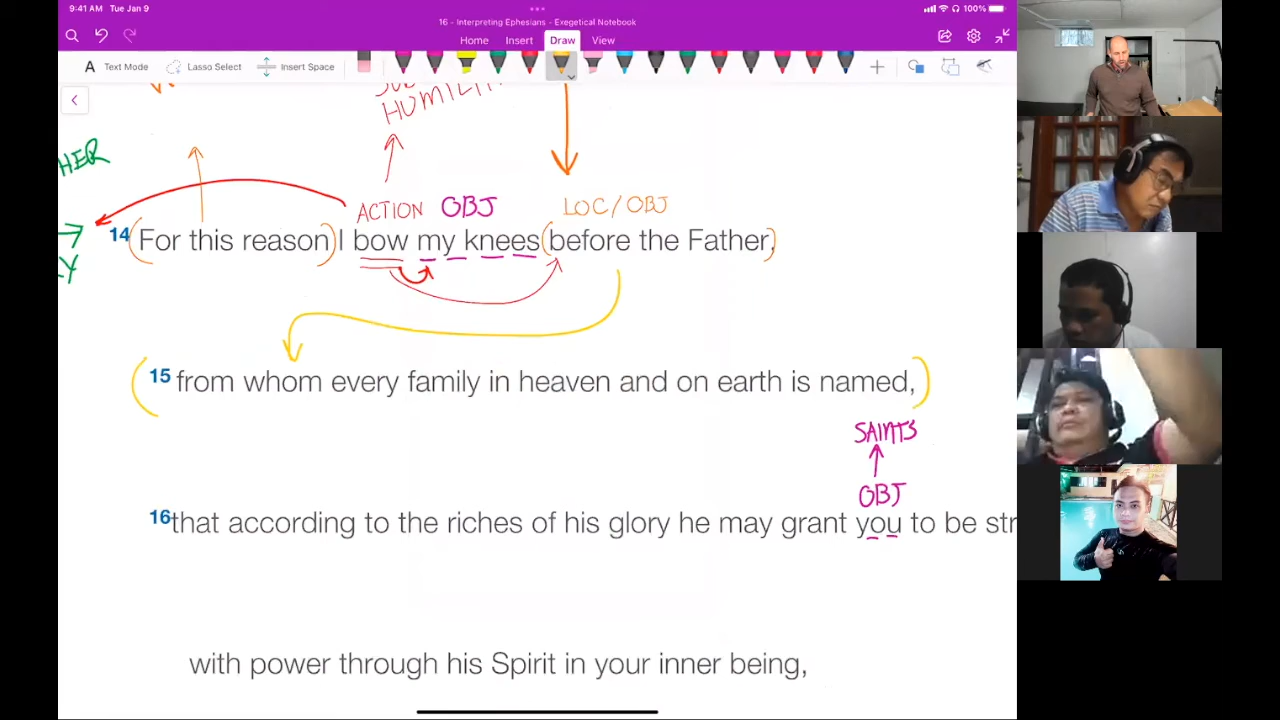 9:41 AM Tue Jan 9
100%
16 - Interpreting Ephesians - Exegetical Notebook
Home Insert Draw View
A Text Mode Lasso Select Insert Space
HUMILI
HER
ACTION OBJ LOC/OBJ
Y
14 (For this reason) I bow my knees (before the Father,)
(15 from whom every family in heaven and on earth is named,)
SAINTS
OBJ
16 that according to the riches of his glory he may grant you to be str
with power through his Spirit in your inner being,